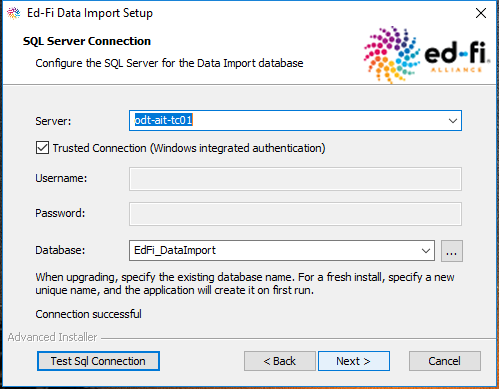 Ed-Fi Data Import Setup
SQL Server Connection
Configure the SQL Server for the Data Import database
ed-fi
ALLIANCE
Server:
odt-ait-tc01
Trusted Connection (Windows integrated authentication)
Username:
Password:
Database:
EdFi_DataImport
...
When upgrading, specify the existing database name. For a fresh install, specify a new
unique name, and the application will create it on first run.
Connection successful
Advanced Installer
Test Sql Connection
< Back
Next >
Cancel